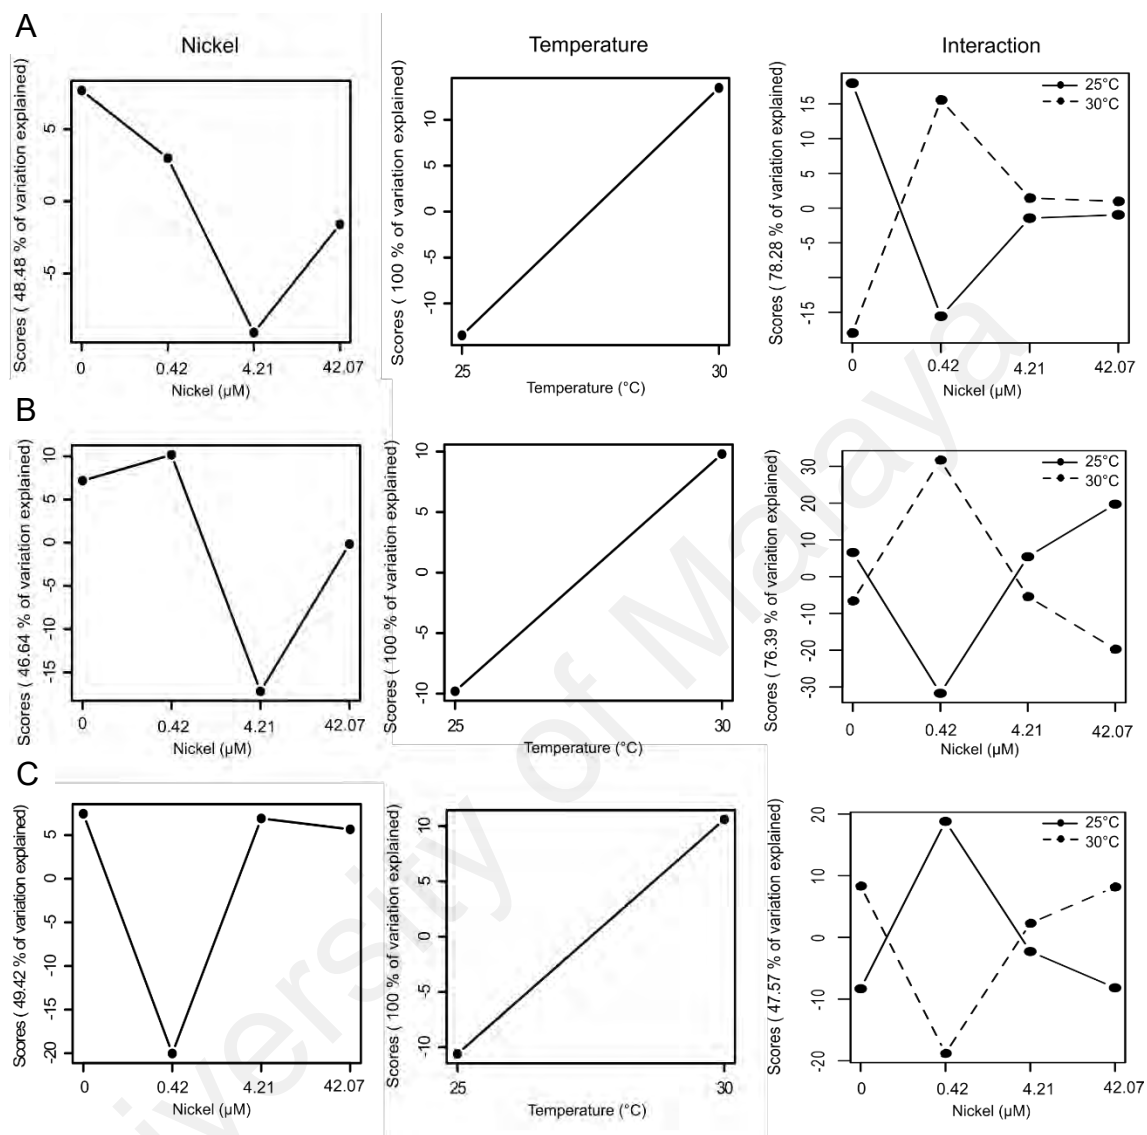 A
Nickel
Temperature
Interaction
Scores ( 48.48 % of variation explained)
5
0
-5
0
0.42
4.21
42.07
Nickel (µM)
Scores ( 100 % of variation explained)
10
5
0
-5
-10
25
30
Temperature (°C)
Scores ( 78.28 % of variation explained)
15
10
5
0
-5
-15
25°C
30°C
0
0.42
4.21
42.07
Nickel (µM)
B
Scores ( 46.64 % of variation explained)
10
5
0
-5
-10
-15
0
0.42
4.21
42.07
Nickel (µM)
Scores ( 100 % of variation explained)
10
5
0
-5
-10
25
30
Temperature (°C)
Scores ( 76.39 % of variation explained)
30
20
10
0
-10
-20
-30
25°C
30°C
0
0.42
4.21
42.07
Nickel (µM)
C
Scores ( 49.42 % of variation explained)
5
0
-5
-10
-15
-20
0
0.42
4.21
42.07
Nickel (µM)
Scores ( 100 % of variation explained)
10
5
0
-5
-10
25
30
Temperature (°C)
Scores ( 47.57 % of variation explained)
20
10
0
-10
-20
25°C
30°C
0
0.42
4.21
42.07
Nickel (µM)
versity of Malaya